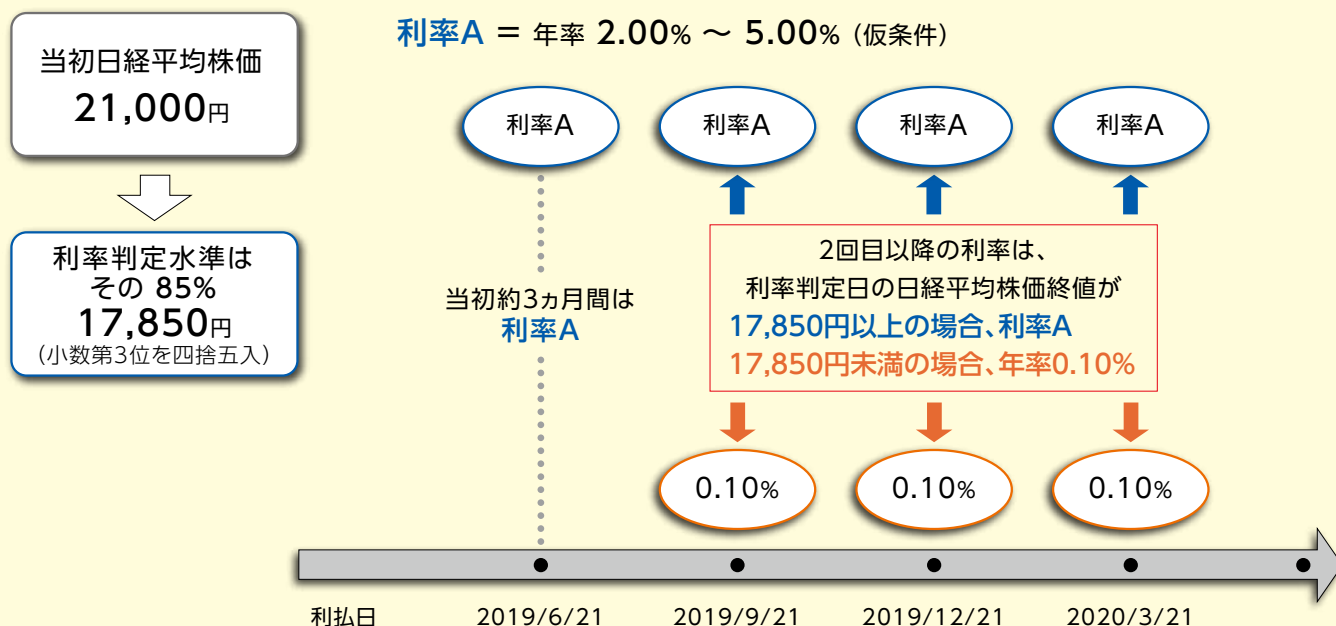 利率A = 年率 2.00% ～ 5.00% (仮条件)
当初日経平均株価
21,000円
利率判定水準は
その 85%
17,850円
(小数第3位を四捨五入)
利率A
利率A
利率A
利率A
当初約3ヵ月間は
利率A
2回目以降の利率は、
利率判定日の日経平均株価終値が
17,850円以上の場合、利率A
17,850円未満の場合、年率0.10%
0.10%
0.10%
0.10%
利払日
2019/6/21
2019/9/21
2019/12/21
2020/3/21